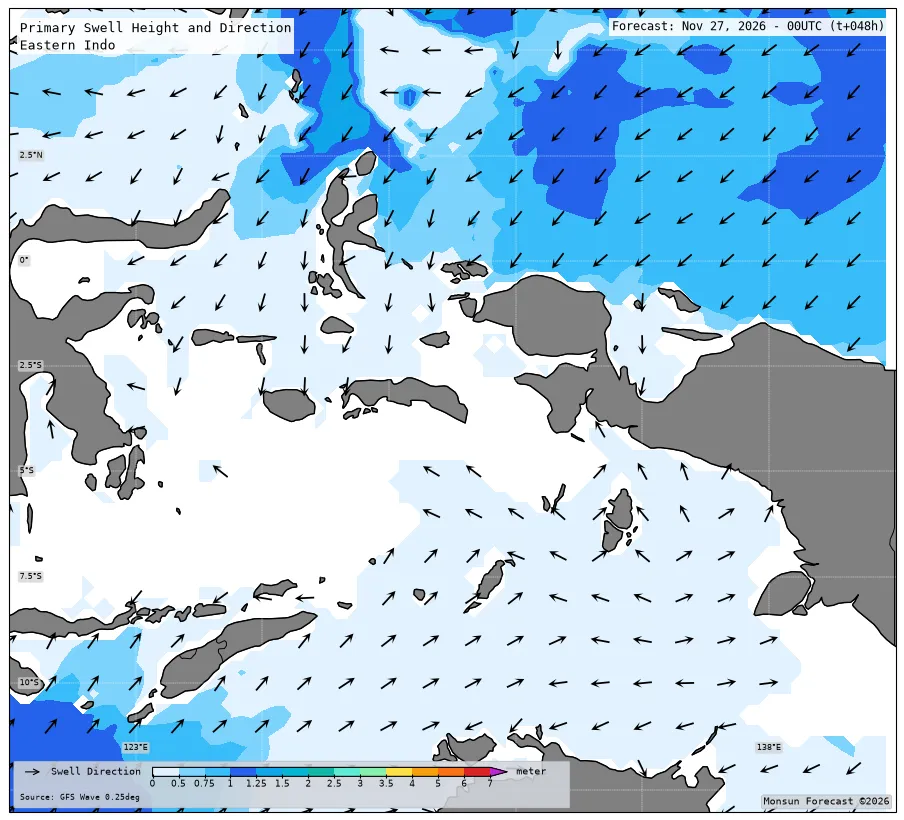 Primary Swell Height and Direction
Eastern Indo
Forecast: Nov 27, 2026 - 00UTC (t+048h)
2.5°N
0°
2.5°S
5°S
7.5°S
10°S
123°E
138°E
Swell Direction
0 0.5 0.75 1 1.25 1.5 2 2.5 3 3.5 4 5 6 7
meter
Source: GFS Wave 0.25deg
Monsun Forecast ©2026